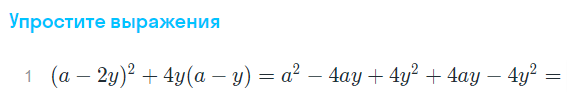 Упростите выражения
1 (a − 2y)² + 4y(a − y) = a² − 4ay + 4y² + 4ay − 4y² =